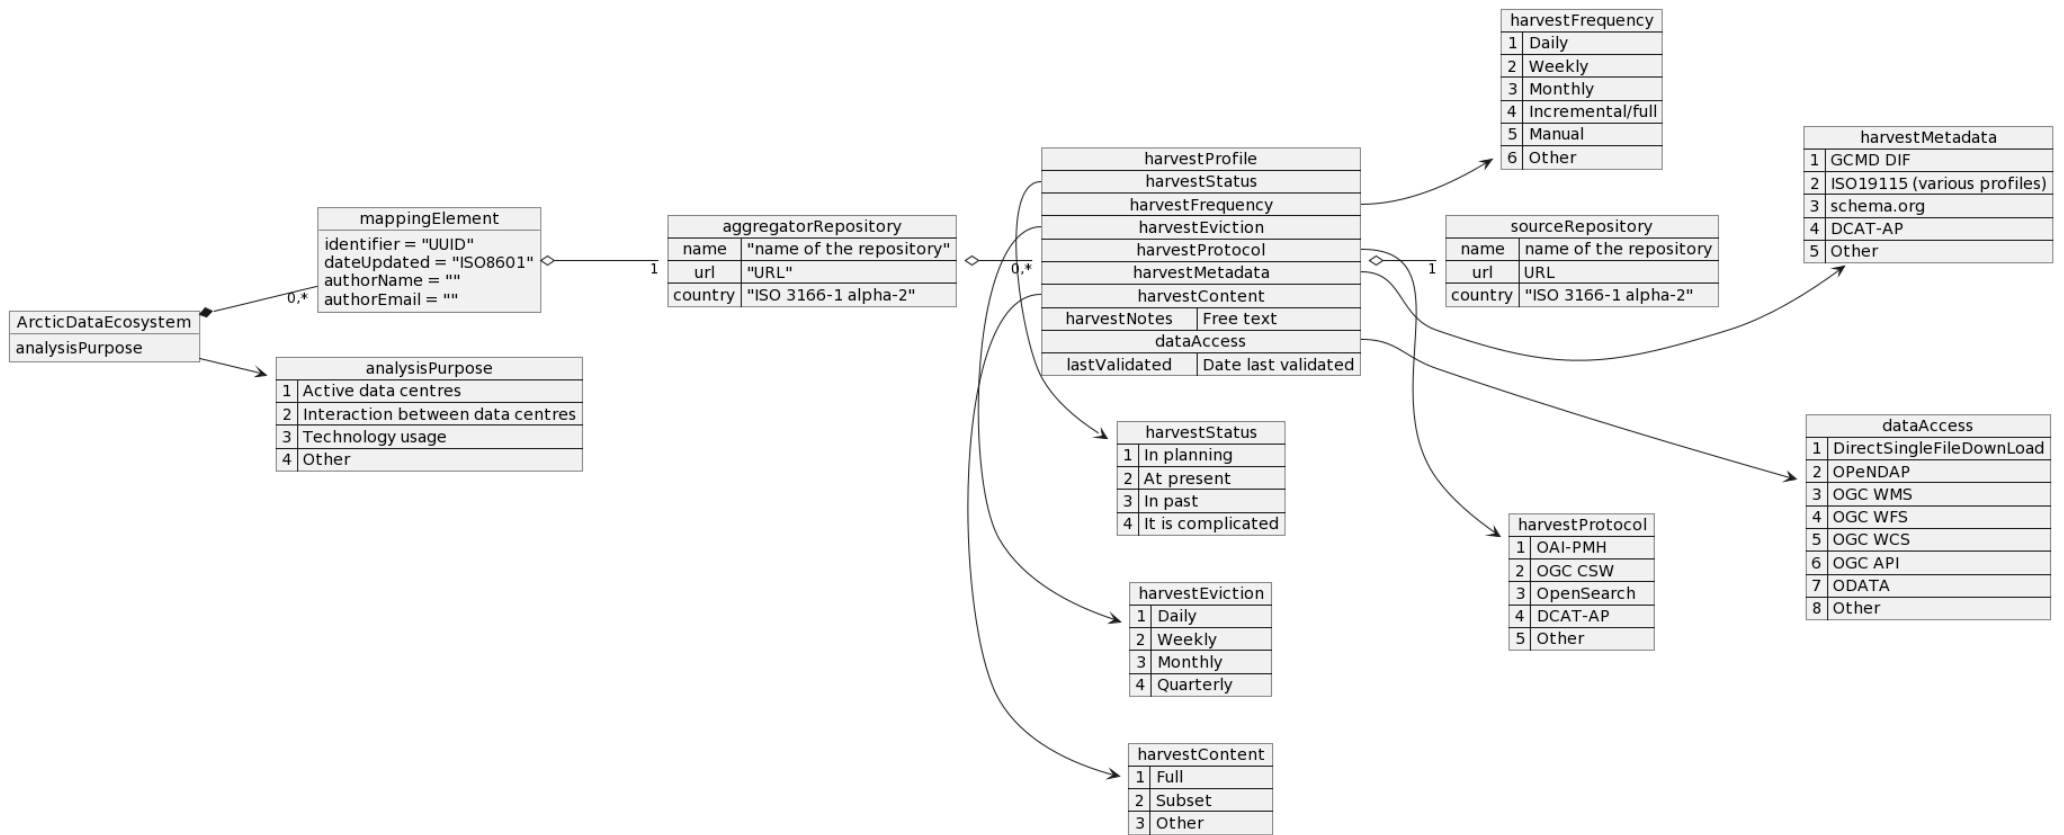 ArcticDataEcosystem
analysisPurpose
0,*
mappingElement
identifier = "UUID"
dateUpdated = "ISO8601"
authorName = ""
authorEmail = ""
analysisPurpose
1 Active data centres
2 Interaction between data centres
3 Technology usage
4 Other
1
aggregatorRepository
name "name of the repository"
url "URL"
country "ISO 3166-1 alpha-2"
0,*
harvestProfile
harvestStatus
harvestFrequency
harvestEviction
harvestProtocol
harvestMetadata
harvestContent
harvestNotes Free text
dataAccess
lastValidated Date last validated
1
sourceRepository
name name of the repository
url URL
country "ISO 3166-1 alpha-2"
harvestFrequency
1 Daily
2 Weekly
3 Monthly
4 Incremental/full
5 Manual
6 Other
harvestMetadata
1 GCMD DIF
2 ISO19115 (various profiles)
3 schema.org
4 DCAT-AP
5 Other
harvestStatus
1 In planning
2 At present
3 In past
4 It is complicated
harvestEviction
1 Daily
2 Weekly
3 Monthly
4 Quarterly
harvestContent
1 Full
2 Subset
3 Other
harvestProtocol
1 OAI-PMH
2 OGC CSW
3 OpenSearch
4 DCAT-AP
5 Other
dataAccess
1 DirectSingleFileDownLoad
2 OPeNDAP
3 OGC WMS
4 OGC WFS
5 OGC WCS
6 OGC API
7 ODATA
8 Other